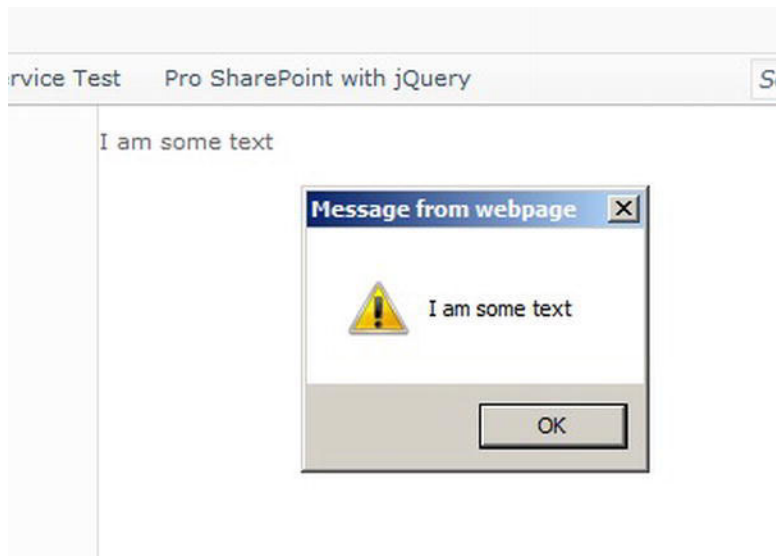 rvice Test Pro SharePoint with jQuery S
I am some text
Message from webpage
I am some text
OK